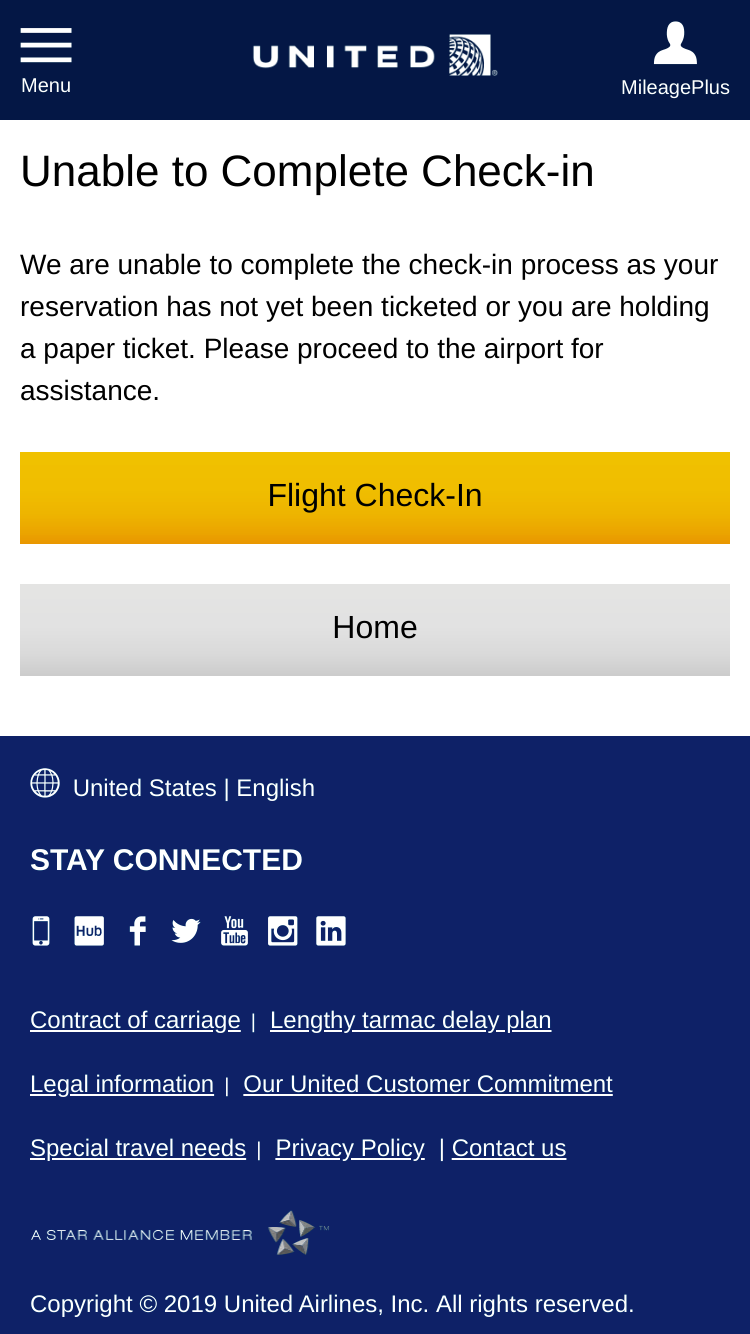 Menu
UNITED
MileagePlus
Unable to Complete Check-in
We are unable to complete the check-in process as your
reservation has not yet been ticketed or you are holding
a paper ticket. Please proceed to the airport for
assistance.
Flight Check-In
Home
United States | English
STAY CONNECTED
Hub
You
Tube
in
Contract of carriage | Lengthy tarmac delay plan
Legal information | Our United Customer Commitment
Special travel needs | Privacy Policy | Contact us
A STAR ALLIANCE MEMBER ™
Copyright © 2019 United Airlines, Inc. All rights reserved.